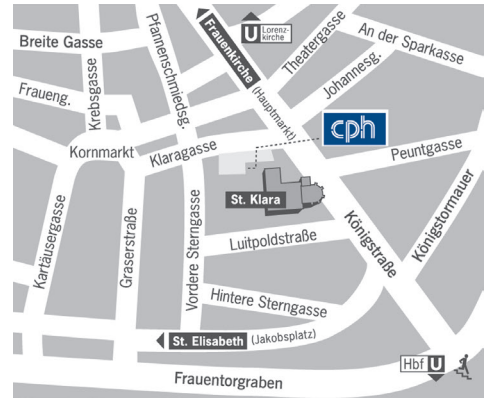 Breite Gasse
Fraueng.
Krebsgasse
Pfannenschmiedsg.
Frauenkirche
(Hauptmarkt)
U Lorenz-
kirche
Theatergasse
An der Sparkasse
Johannesg.
cph
Kornmarkt
Klaragasse
Peuntgasse
St. Klara
Kartäusergasse
Graserstraße
Vordere Sterngasse
Luitpoldstraße
Königstraße
Königstormauer
Hintere Sterngasse
St. Elisabeth (Jakobsplatz)
Hbf U
Frauentorgraben